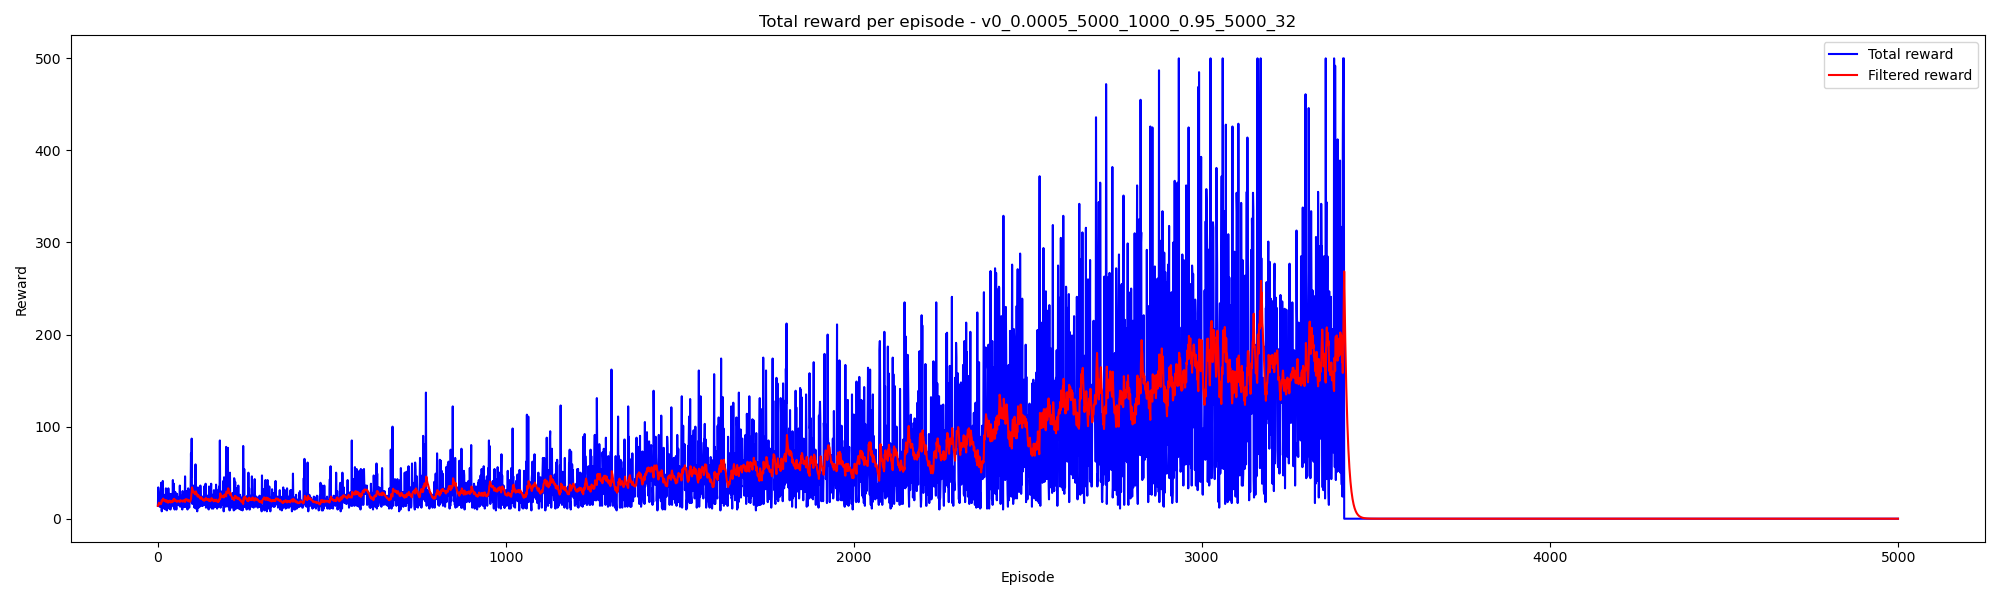 Total reward per episode - v0_0.0005_5000_1000_0.95_5000_32
Total reward
Filtered reward
Reward
500
400
300
200
100
0
0
1000
2000
3000
4000
5000
Episode